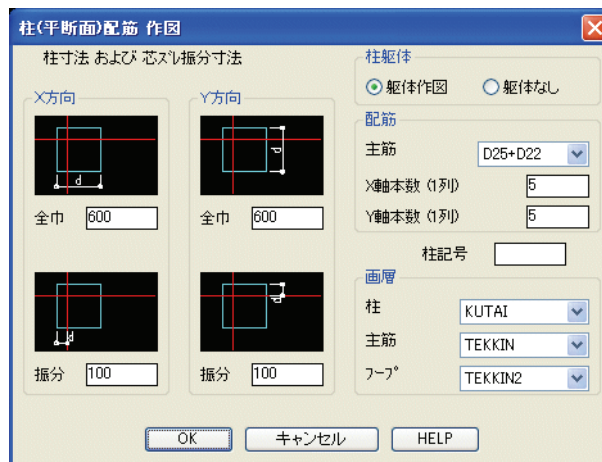 柱(平断面)配筋 作図
柱寸法 および 芯ズレ振分寸法
X方向
d
全巾 600
d
振分 100
Y方向
d
全巾 600
d
振分 100
柱躯体
躯体作図 躯体なし
配筋
主筋 D25+D22
X軸本数 (1列) 5
Y軸本数 (1列) 5
柱記号
画層
柱 KUTAI
主筋 TEKKIN
フープ TEKKIN2
OK キャンセル HELP